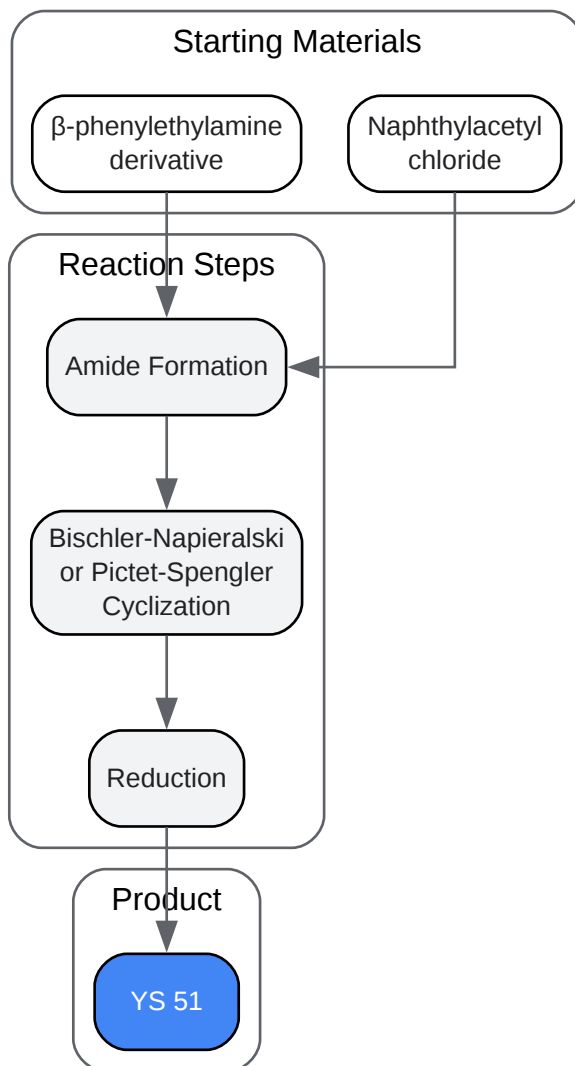 Starting Materials
β-phenylethylamine
derivative
Naphthylacetyl
chloride
Reaction Steps
Amide Formation
Bischler-Napieralski
or Pictet-Spengler
Cyclization
Reduction
Product
YS 51